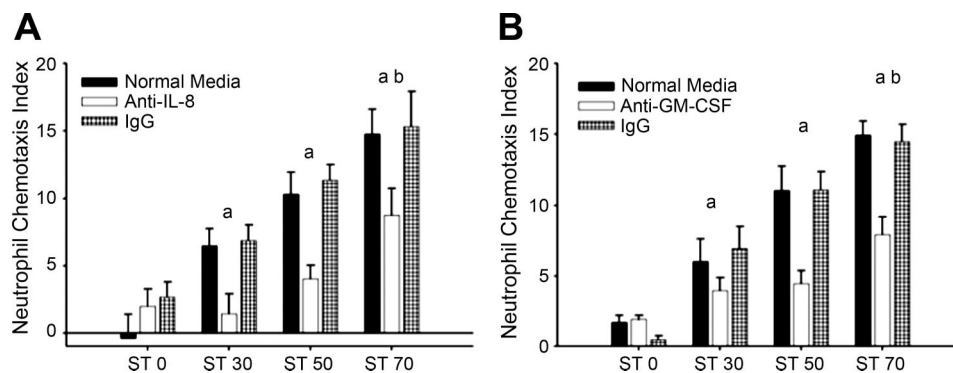 A
Neutrophil Chemotaxis Index
20
15
10
5
0
Normal Media
Anti-IL-8
IgG
a
a
a b
ST 0 ST 30 ST 50 ST 70
B
Neutrophil Chemotaxis Index
20
15
10
5
0
Normal Media
Anti-GM-CSF
IgG
a
a
a b
ST 0 ST 30 ST 50 ST 70